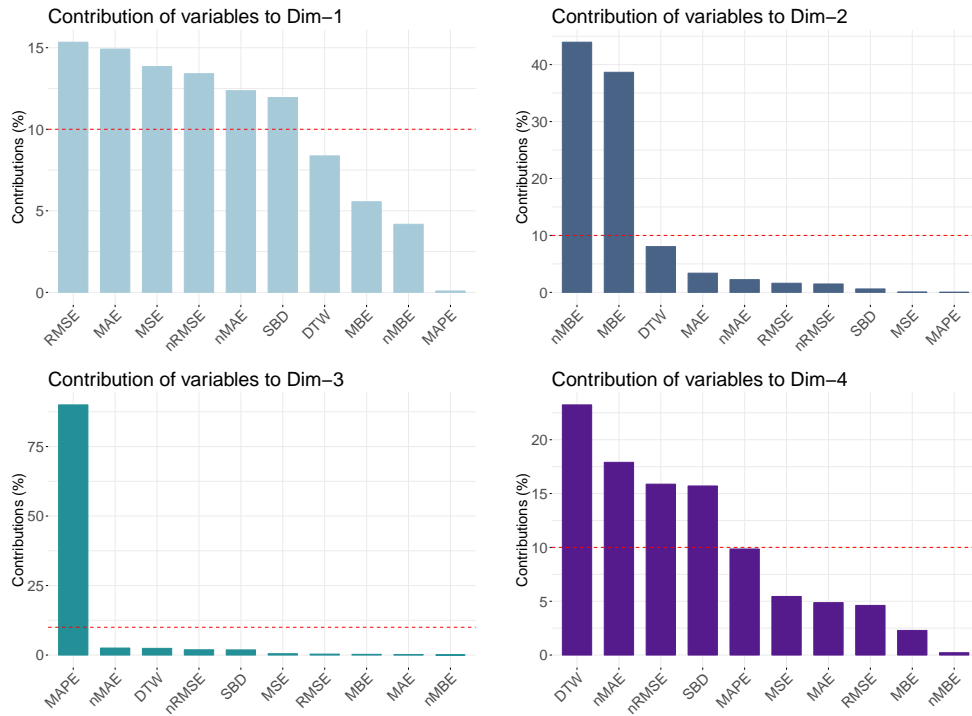 Contribution of variables to Dim−1
Contributions (%)
15
10
5
0
RMSE MAE MSE nRMSE nMAE SBD DTW MBE nMBE MAPE
Contribution of variables to Dim−2
Contributions (%)
40
30
20
10
0
nMBE MBE DTW MAE nMAE RMSE nRMSE SBD MSE MAPE
Contribution of variables to Dim−3
Contributions (%)
75
50
25
0
MAPE nMAE DTW nRMSE SBD MSE RMSE MBE MAE nMBE
Contribution of variables to Dim−4
Contributions (%)
20
15
10
5
0
DTW nMAE nRMSE SBD MAPE MSE MAE RMSE MBE nMBE